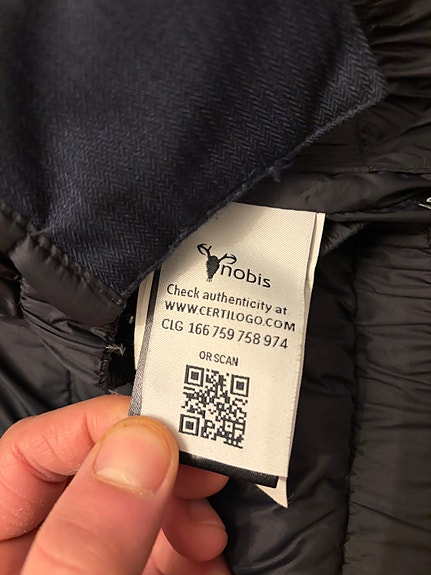 nobis
Check authenticity at
WWW.CERTILOGO.COM
CLG 166 759 758 974
OR SCAN